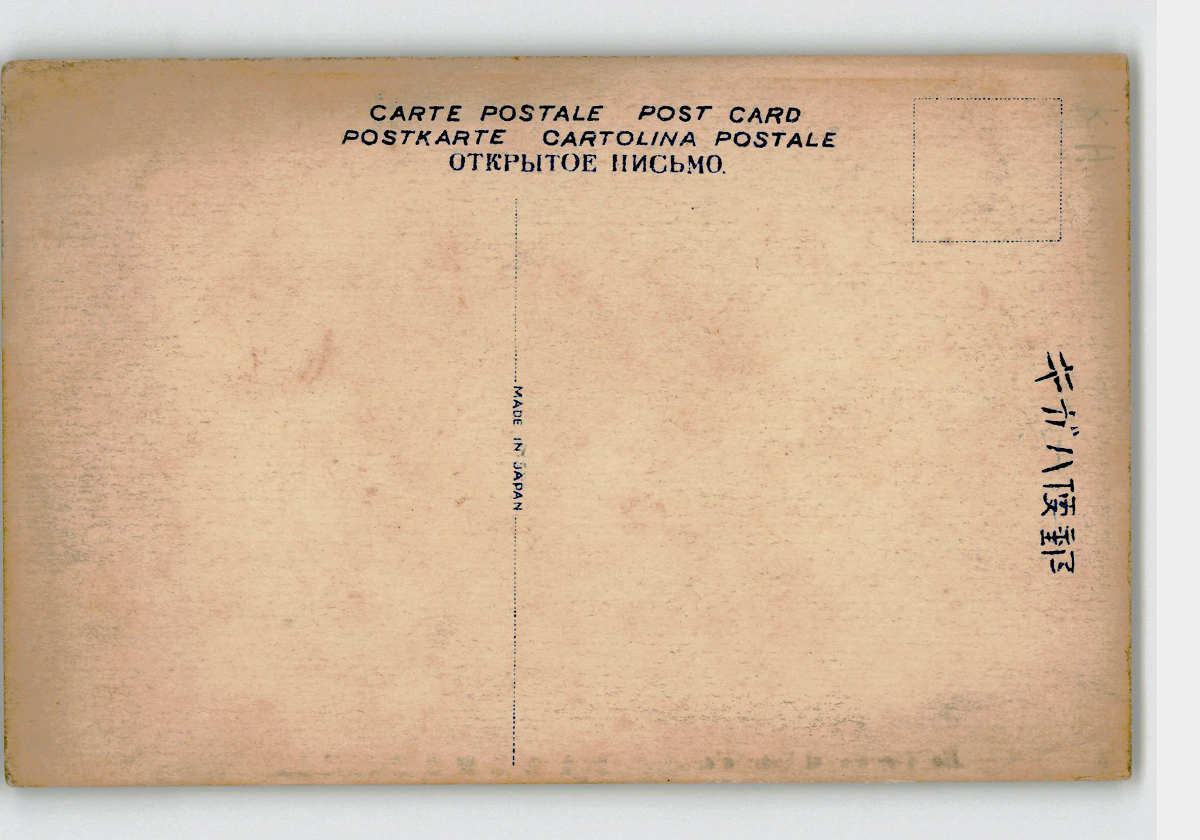 CARTE POSTALE POST CARD
POSTKARTE CARTOLINA POSTALE
ОТКРЫТОЕ ПИСЬМО.
MADE IN JAPAN
郵便ハガキ